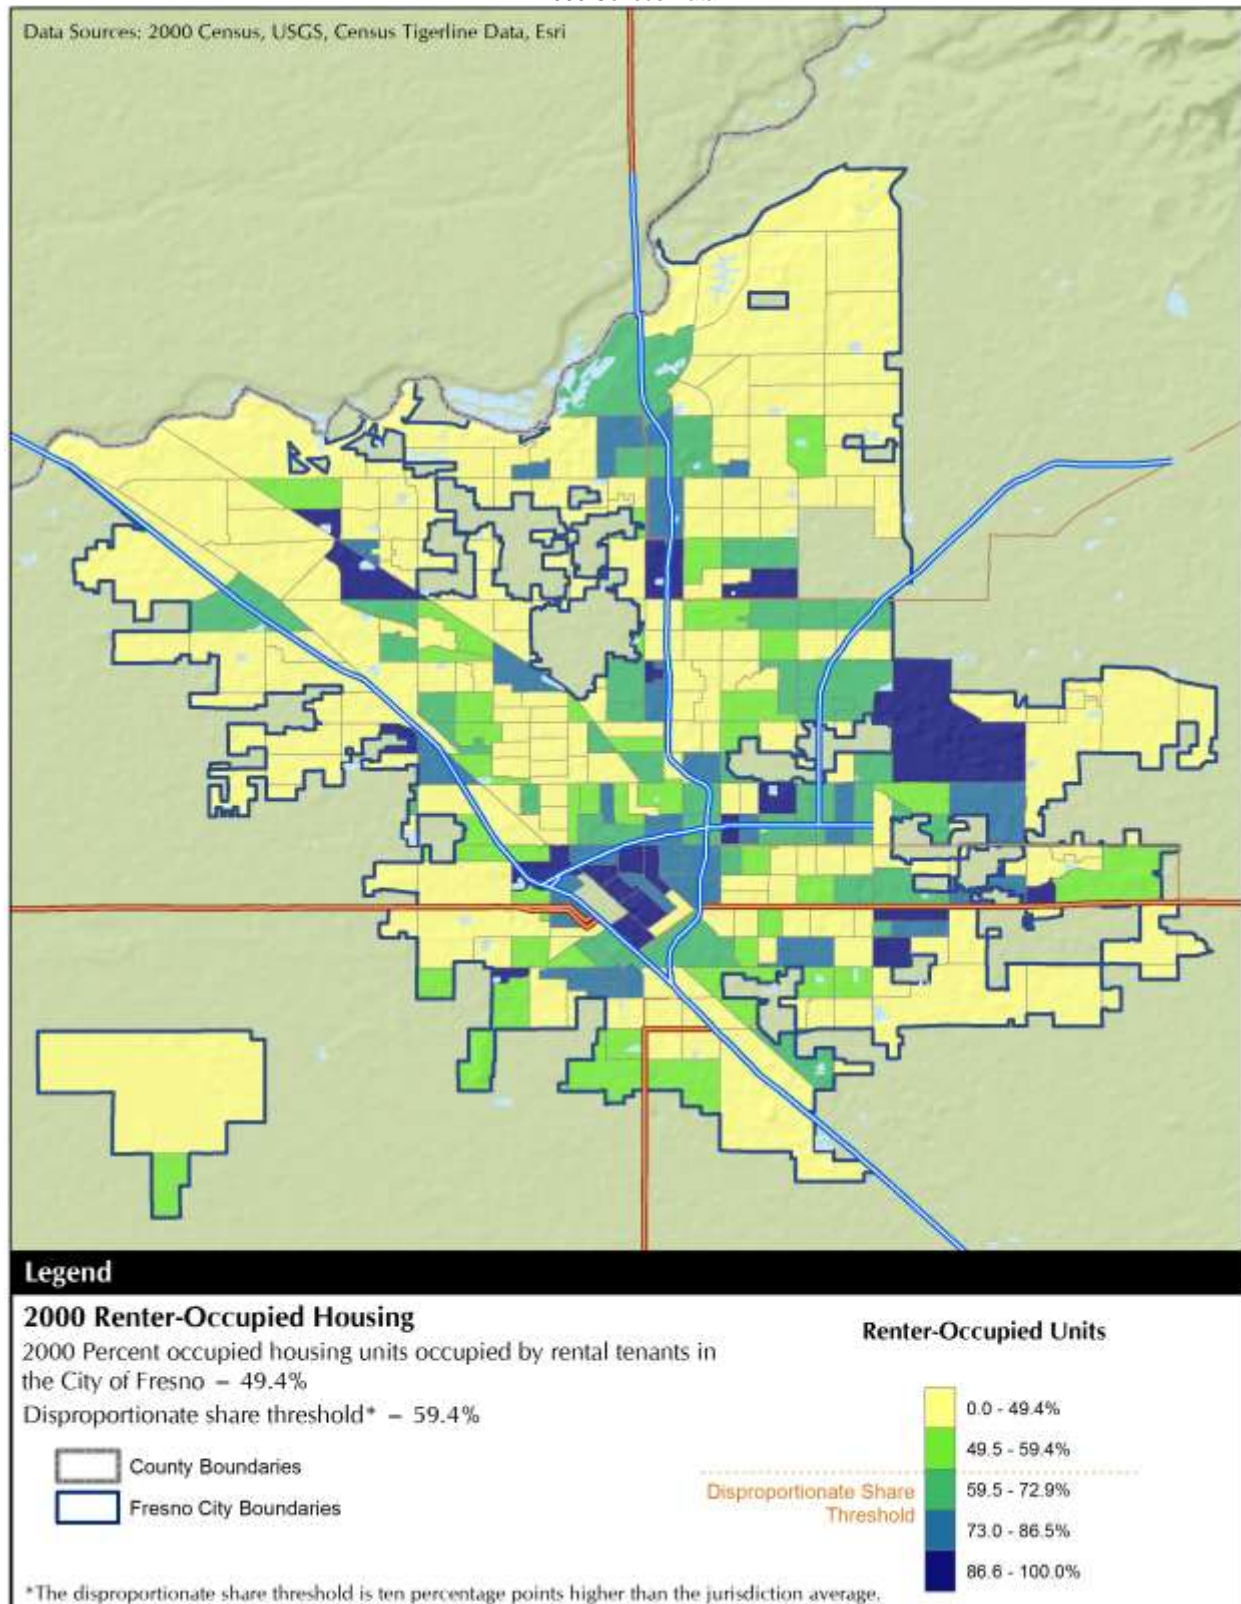 Data Sources: 2000 Census, USGS, Census Tigerline Data, Esri
Legend
2000 Renter-Occupied Housing
2000 Percent occupied housing units occupied by rental tenants in
the City of Fresno – 49.4%
Disproportionate share threshold* – 59.4%
County Boundaries
Fresno City Boundaries
Renter-Occupied Units
0.0 - 49.4%
49.5 - 59.4%
Disproportionate Share
Threshold
59.5 - 72.9%
73.0 - 86.5%
86.6 - 100.0%
*The disproportionate share threshold is ten percentage points higher than the jurisdiction average.